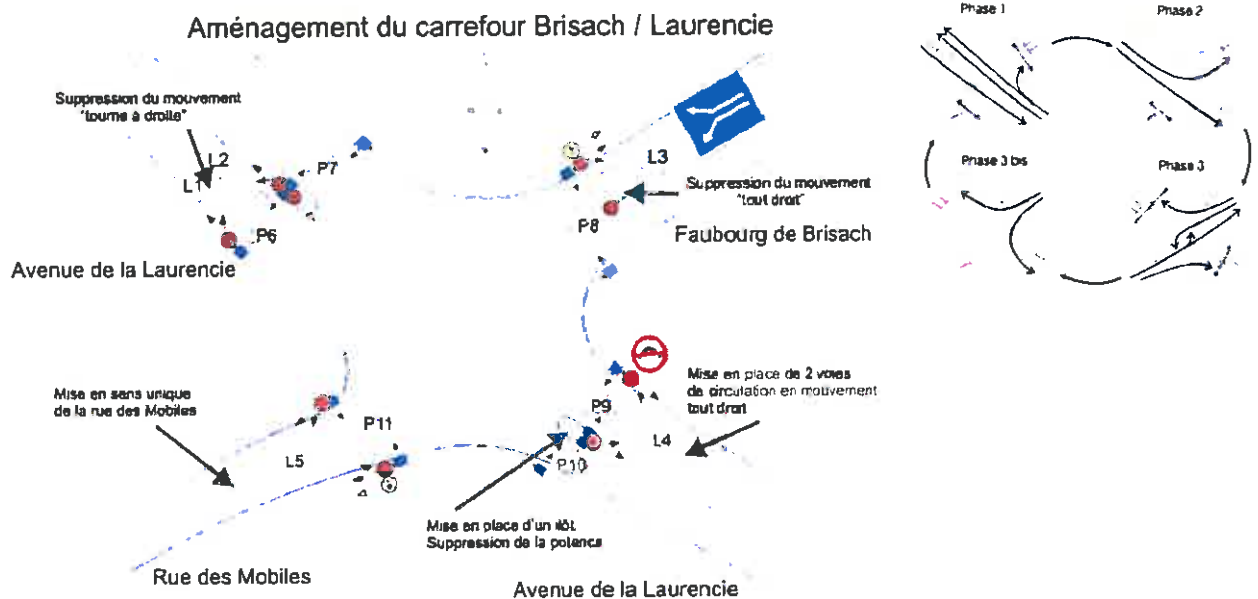 Aménagement du carrefour Brisach / Laurencie
Phase 1
Phase 2
Suppression du mouvement
"tourne à droite"
L2
L1
P7
P6
Avenue de la Laurencie
L3
P8
Suppression du mouvement
"tout droit"
Faubourg de Brisach
Phase 3 bis
Phase 3
Mise en sens unique
de la rue des Mobiles
P11
L5
P9
L4
P10
Mise en place de 2 voies
de circulation en mouvement
tout droit
Mise en place d'un îlôt
Suppression de la potence
Rue des Mobiles
Avenue de la Laurencie